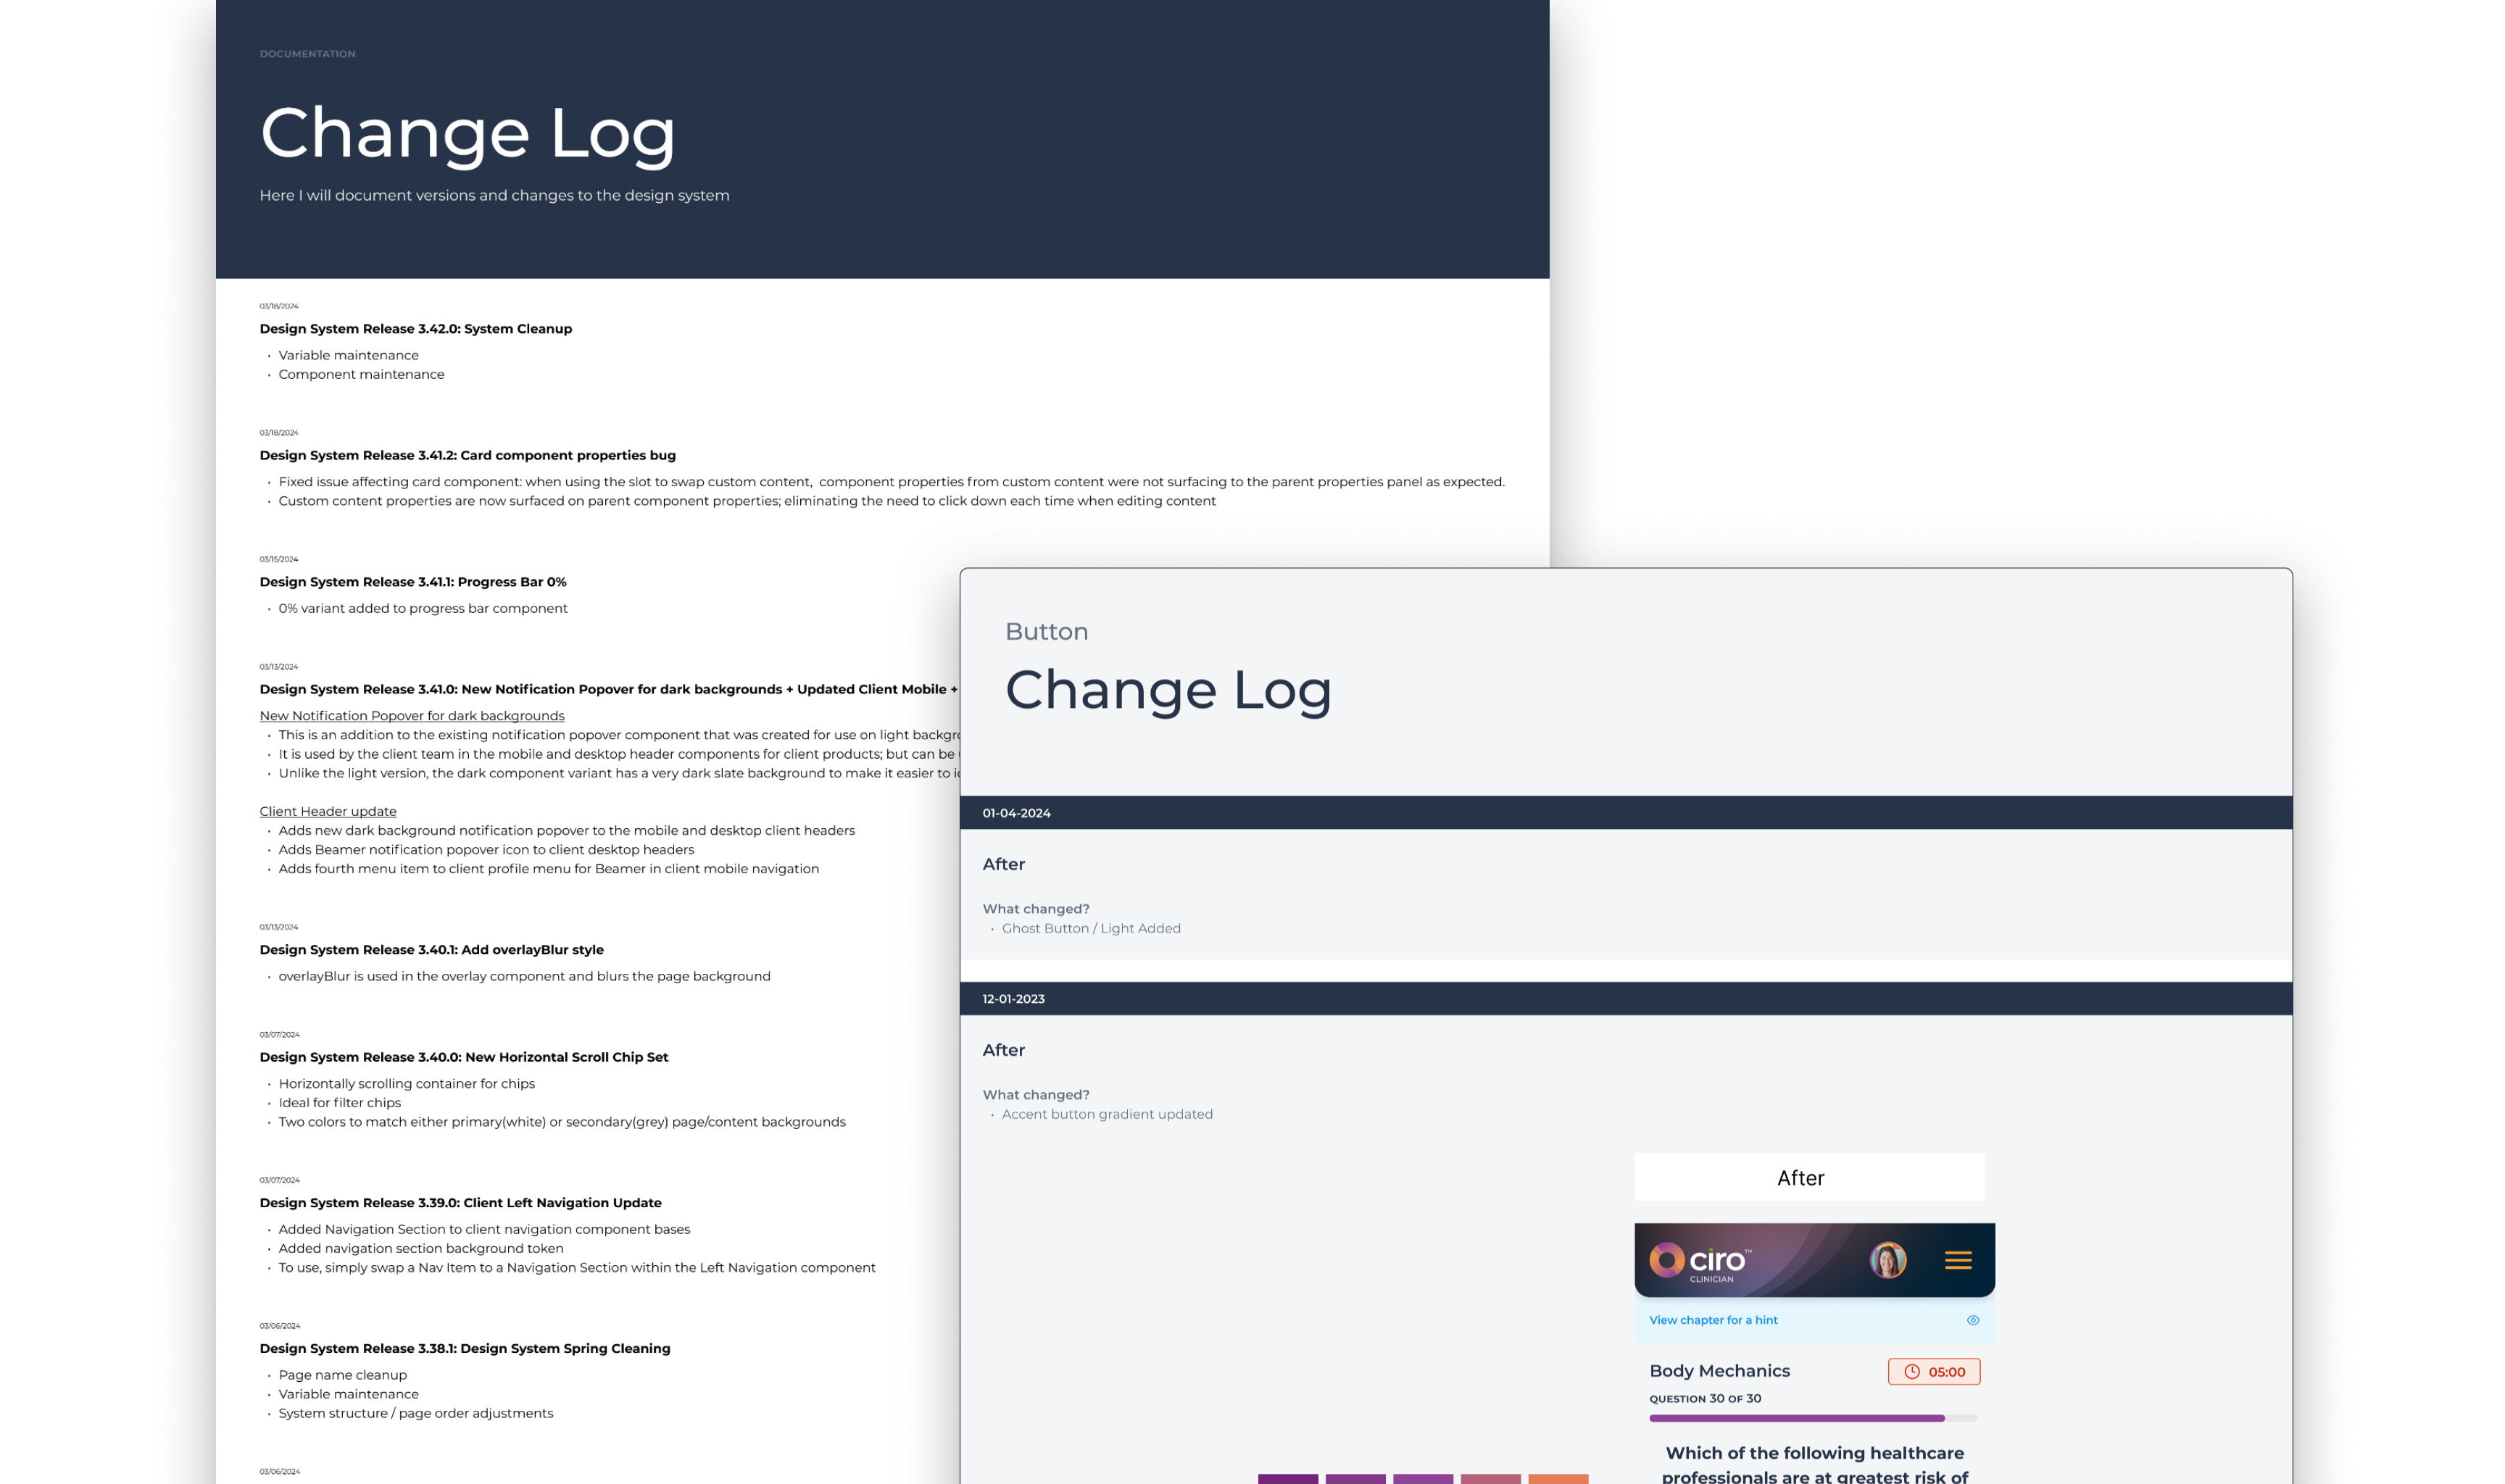 DOCUMENTATION
Change Log
Here I will document versions and changes to the design system
03/18/2024
Design System Release 3.42.0: System Cleanup
• Variable maintenance
• Component maintenance
03/18/2024
Design System Release 3.41.2: Card component properties bug
• Fixed issue affecting card component: when using the slot to swap custom content,  component properties from custom content were not surfacing to the parent properties panel as expected.
• Custom content properties are now surfaced on parent component properties; eliminating the need to click down each time when editing content
03/15/2024
Design System Release 3.41.1: Progress Bar 0%
• 0% variant added to progress bar component
03/13/2024
Design System Release 3.41.0: New Notification Popover for dark backgrounds + Updated Client Mobile +
New Notification Popover for dark backgrounds
• This is an addition to the existing notification popover component that was created for use on light
• It is used by the client team in the mobile and desktop header components for client products; but can be
• Unlike the light version, the dark component variant has a very dark slate background to make it easier to
Client Header update
• Adds new dark background notification popover to the mobile and desktop client headers
• Adds Beamer notification popover icon to client desktop headers
• Adds fourth menu item to client profile menu for Beamer in client mobile navigation
03/13/2024
Design System Release 3.40.1: Add overlayBlur style
• overlayBlur is used in the overlay component and blurs the page background
03/07/2024
Design System Release 3.40.0: New Horizontal Scroll Chip Set
• Horizontally scrolling container for chips
• Ideal for filter chips
• Two colors to match either primary(white) or secondary(grey) page/content backgrounds
03/07/2024
Design System Release 3.39.0: Client Left Navigation Update
• Added Navigation Section to client navigation component bases
• Added navigation section background token
• To use, simply swap a Nav Item to a Navigation Section within the Left Navigation component
03/06/2024
Design System Release 3.38.1: Design System Spring Cleaning
• Page name cleanup
• Variable maintenance
• System structure / page order adjustments
03/06/2024
Button
Change Log
01-04-2024
After
What changed?
• Ghost Button / Light Added
12-01-2023
After
What changed?
• Accent button gradient updated
After
ciro™
CLINICIAN
View chapter for a hint
Body Mechanics
05:00
QUESTION 30 OF 30
Which of the following healthcare
professionals are at greatest risk of